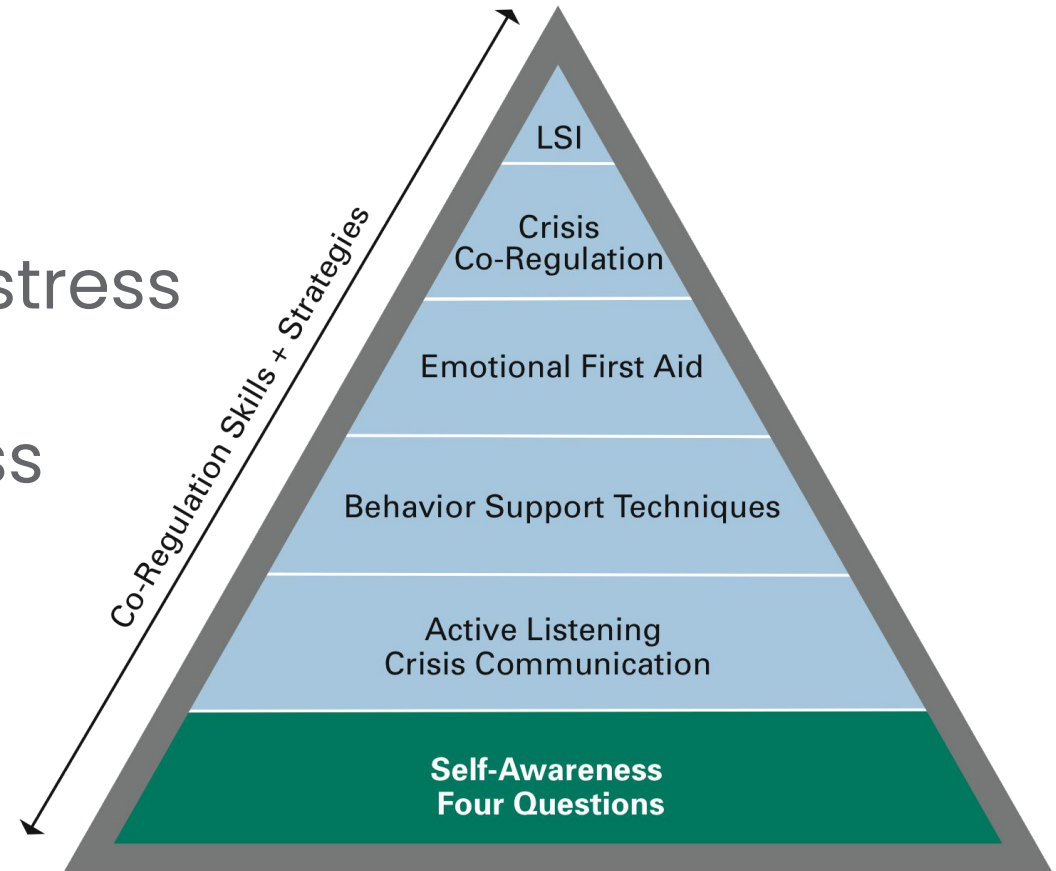 stress
ss
Co-Regulation Skills + Strategies
LSI
Crisis
Co-Regulation
Emotional First Aid
Behavior Support Techniques
Active Listening
Crisis Communication
Self-Awareness
Four Questions